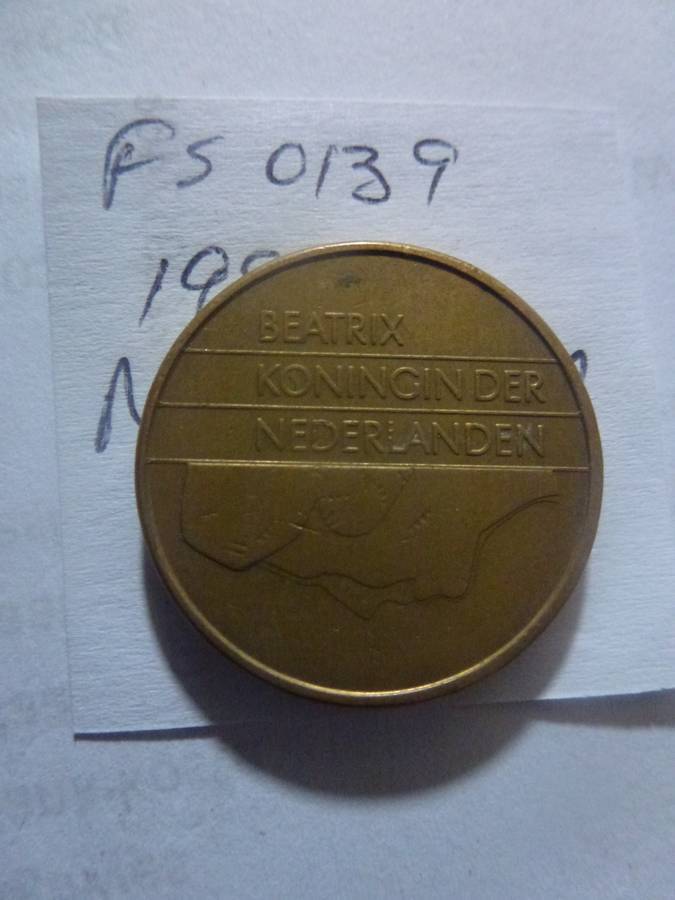 FS 0139
BEATRIX
KONINGIN DER
NEDERLANDEN